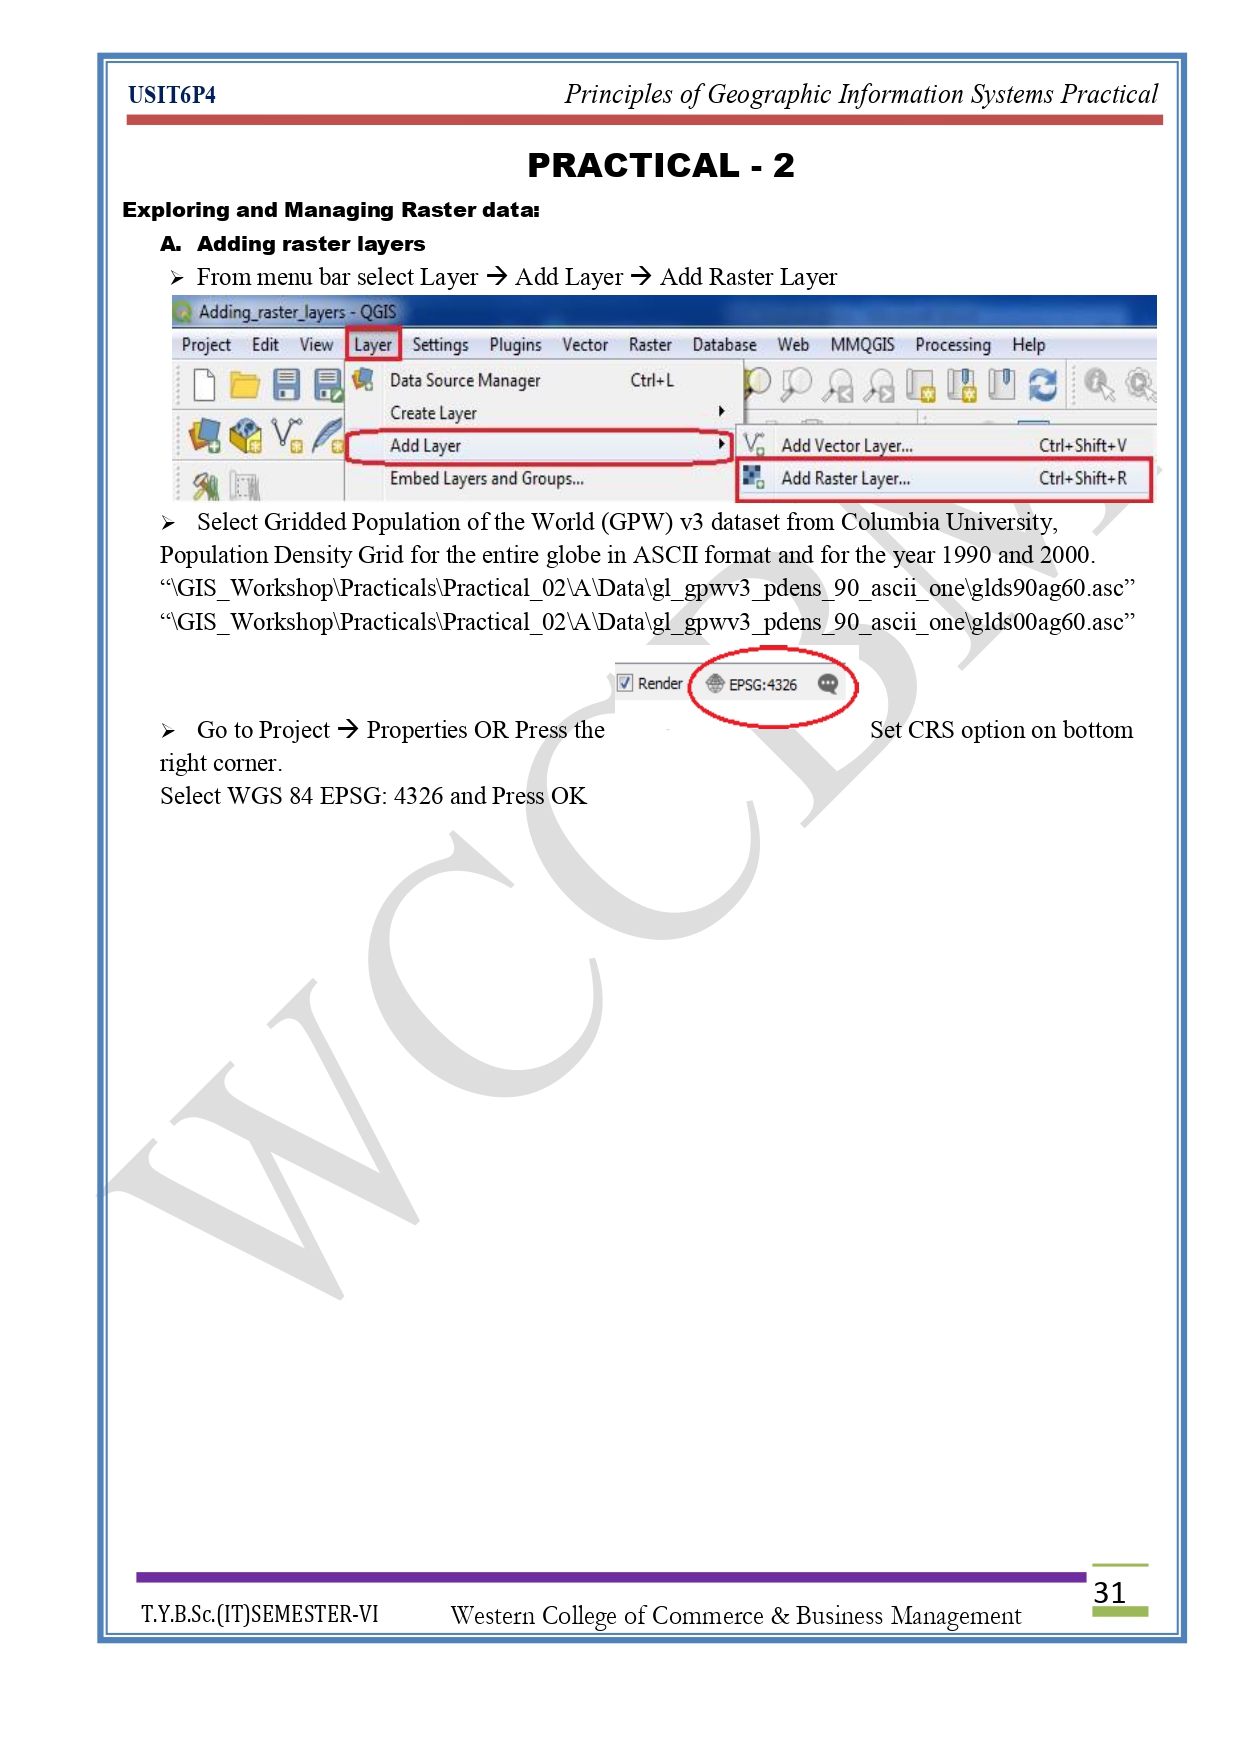 USIT6P4 Principles of Geographic Information Systems Practical
PRACTICAL - 2
Exploring and Managing Raster data:
A. Adding raster layers
➢ From menu bar select Layer → Add Layer → Add Raster Layer
Adding_raster_layers - QGIS
Project Edit View Layer Settings Plugins Vector Raster Database Web MMQGIS Processing Help
Data Source Manager Ctrl+L
Create Layer
Add Layer
Add Vector Layer... Ctrl+Shift+V
Embed Layers and Groups...
Add Raster Layer... Ctrl+Shift+R
➢ Select Gridded Population of the World (GPW) v3 dataset from Columbia University,
Population Density Grid for the entire globe in ASCII format and for the year 1990 and 2000.
“\GIS_Workshop\Practicals\Practical_02\A\Data\gl_gpwv3_pdens_90_ascii_one\glds90ag60.asc”
“\GIS_Workshop\Practicals\Practical_02\A\Data\gl_gpwv3_pdens_90_ascii_one\glds00ag60.asc”
Render EPSG:4326
➢ Go to Project → Properties OR Press the Set CRS option on bottom
right corner.
Select WGS 84 EPSG: 4326 and Press OK
WCCBM
T.Y.B.Sc.(IT)SEMESTER-VI Western College of Commerce & Business Management 31